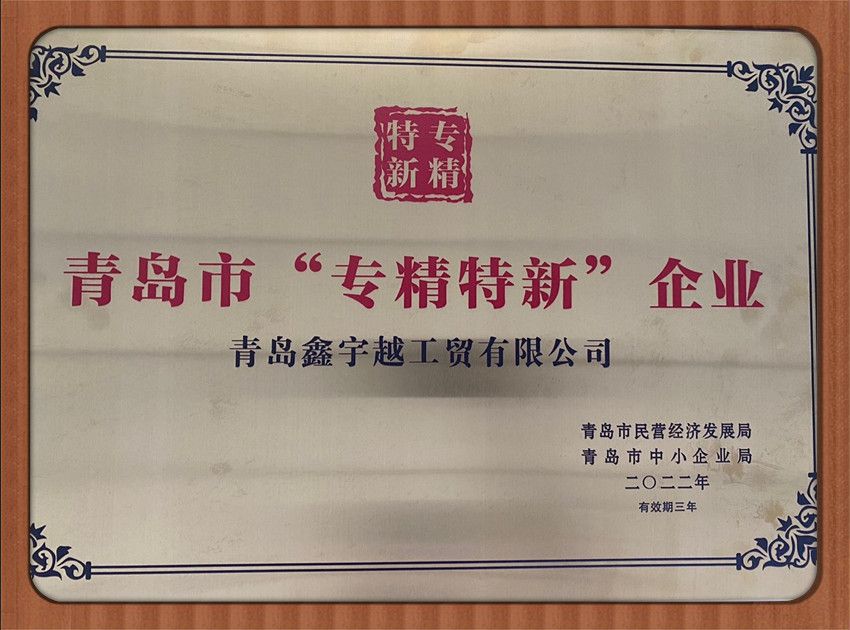 专精
特新
青岛市“专精特新”企业
青岛鑫宇越工贸有限公司
青岛市民营经济发展局
青岛市中小企业局
二〇二二年
有效期三年